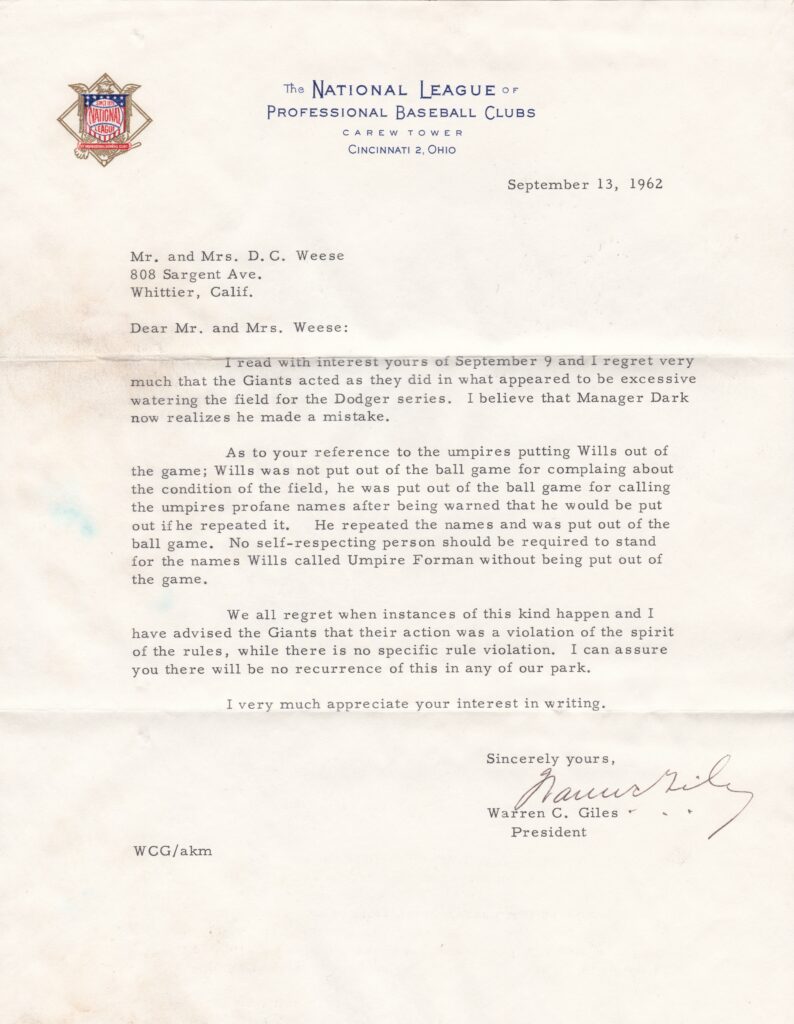 SINCE 1876
NATIONAL
LEAGUE
OF PROFESSIONAL BASEBALL CLUBS
The NATIONAL LEAGUE OF
PROFESSIONAL BASEBALL CLUBS
CAREW TOWER
CINCINNATI 2, OHIO
September 13, 1962
Mr. and Mrs. D. C. Weese
808 Sargent Ave.
Whittier, Calif.
Dear Mr. and Mrs. Weese:
I read with interest yours of September 9 and I regret very
much that the Giants acted as they did in what appeared to be excessive
watering the field for the Dodger series. I believe that Manager Dark
now realizes he made a mistake.
As to your reference to the umpires putting Wills out of
the game; Wills was not put out of the ball game for complaing about
the condition of the field, he was put out of the ball game for calling
the umpires profane names after being warned that he would be put
out if he repeated it. He repeated the names and was put out of the
ball game. No self-respecting person should be required to stand
for the names Wills called Umpire Forman without being put out of
the game.
We all regret when instances of this kind happen and I
have advised the Giants that their action was a violation of the spirit
of the rules, while there is no specific rule violation. I can assure
you there will be no recurrence of this in any of our park.
I very much appreciate your interest in writing.
Sincerely yours,
Warren Giles
Warren C. Giles
President
WCG/akm